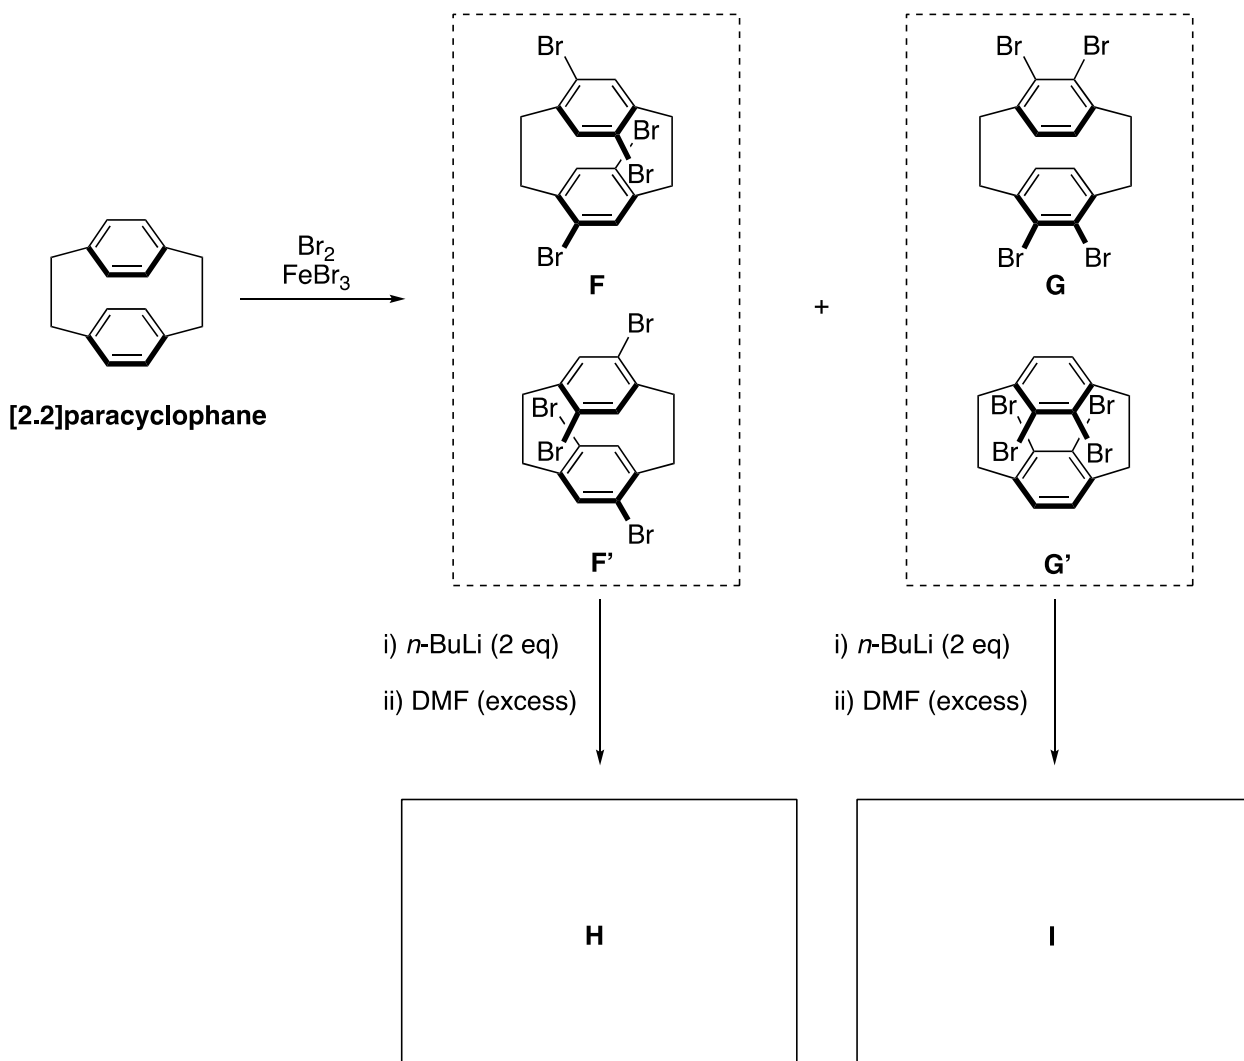 Br
Br
Br
Br
F
Br
Br
Br
Br
G
Br2
FeBr3
[2.2]paracyclophane
+
Br
Br
Br
Br
F'
Br
Br
Br
Br
G'
i) n-BuLi (2 eq)
ii) DMF (excess)
i) n-BuLi (2 eq)
ii) DMF (excess)
H
I